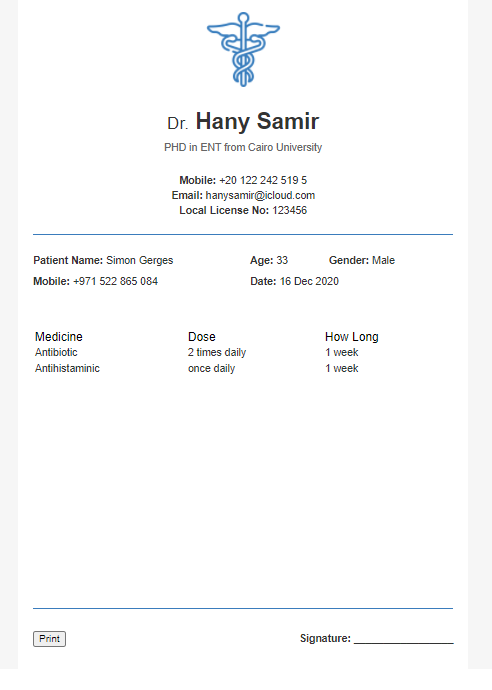 Dr. Hany Samir
PHD in ENT from Cairo University
Mobile: +20 122 242 519 5
Email: hanysamir@icloud.com
Local License No: 123456
Patient Name: Simon Gerges Age: 33 Gender: Male
Mobile: +971 522 865 084 Date: 16 Dec 2020
Medicine Dose How Long
Antibiotic 2 times daily 1 week
Antihistaminic once daily 1 week
Print Signature: __________________